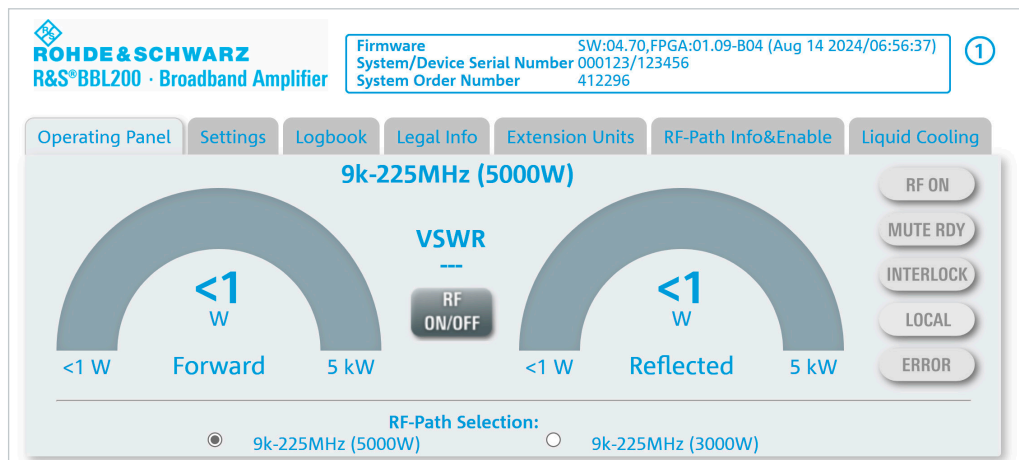 R&S
ROHDE&SCHWARZ
R&S®BBL200 · Broadband Amplifier
Firmware SW:04.70,FPGA:01.09-B04 (Aug 14 2024/06:56:37)
System/Device Serial Number 000123/123456
System Order Number 412296
1
Operating Panel Settings Logbook Legal Info Extension Units RF-Path Info&Enable Liquid Cooling
9k-225MHz (5000W)
RF ON
MUTE RDY
INTERLOCK
LOCAL
ERROR
VSWR
---
RF
ON/OFF
<1
W
<1 W Forward 5 kW
<1
W
<1 W Reflected 5 kW
RF-Path Selection:
9k-225MHz (5000W) 9k-225MHz (3000W)